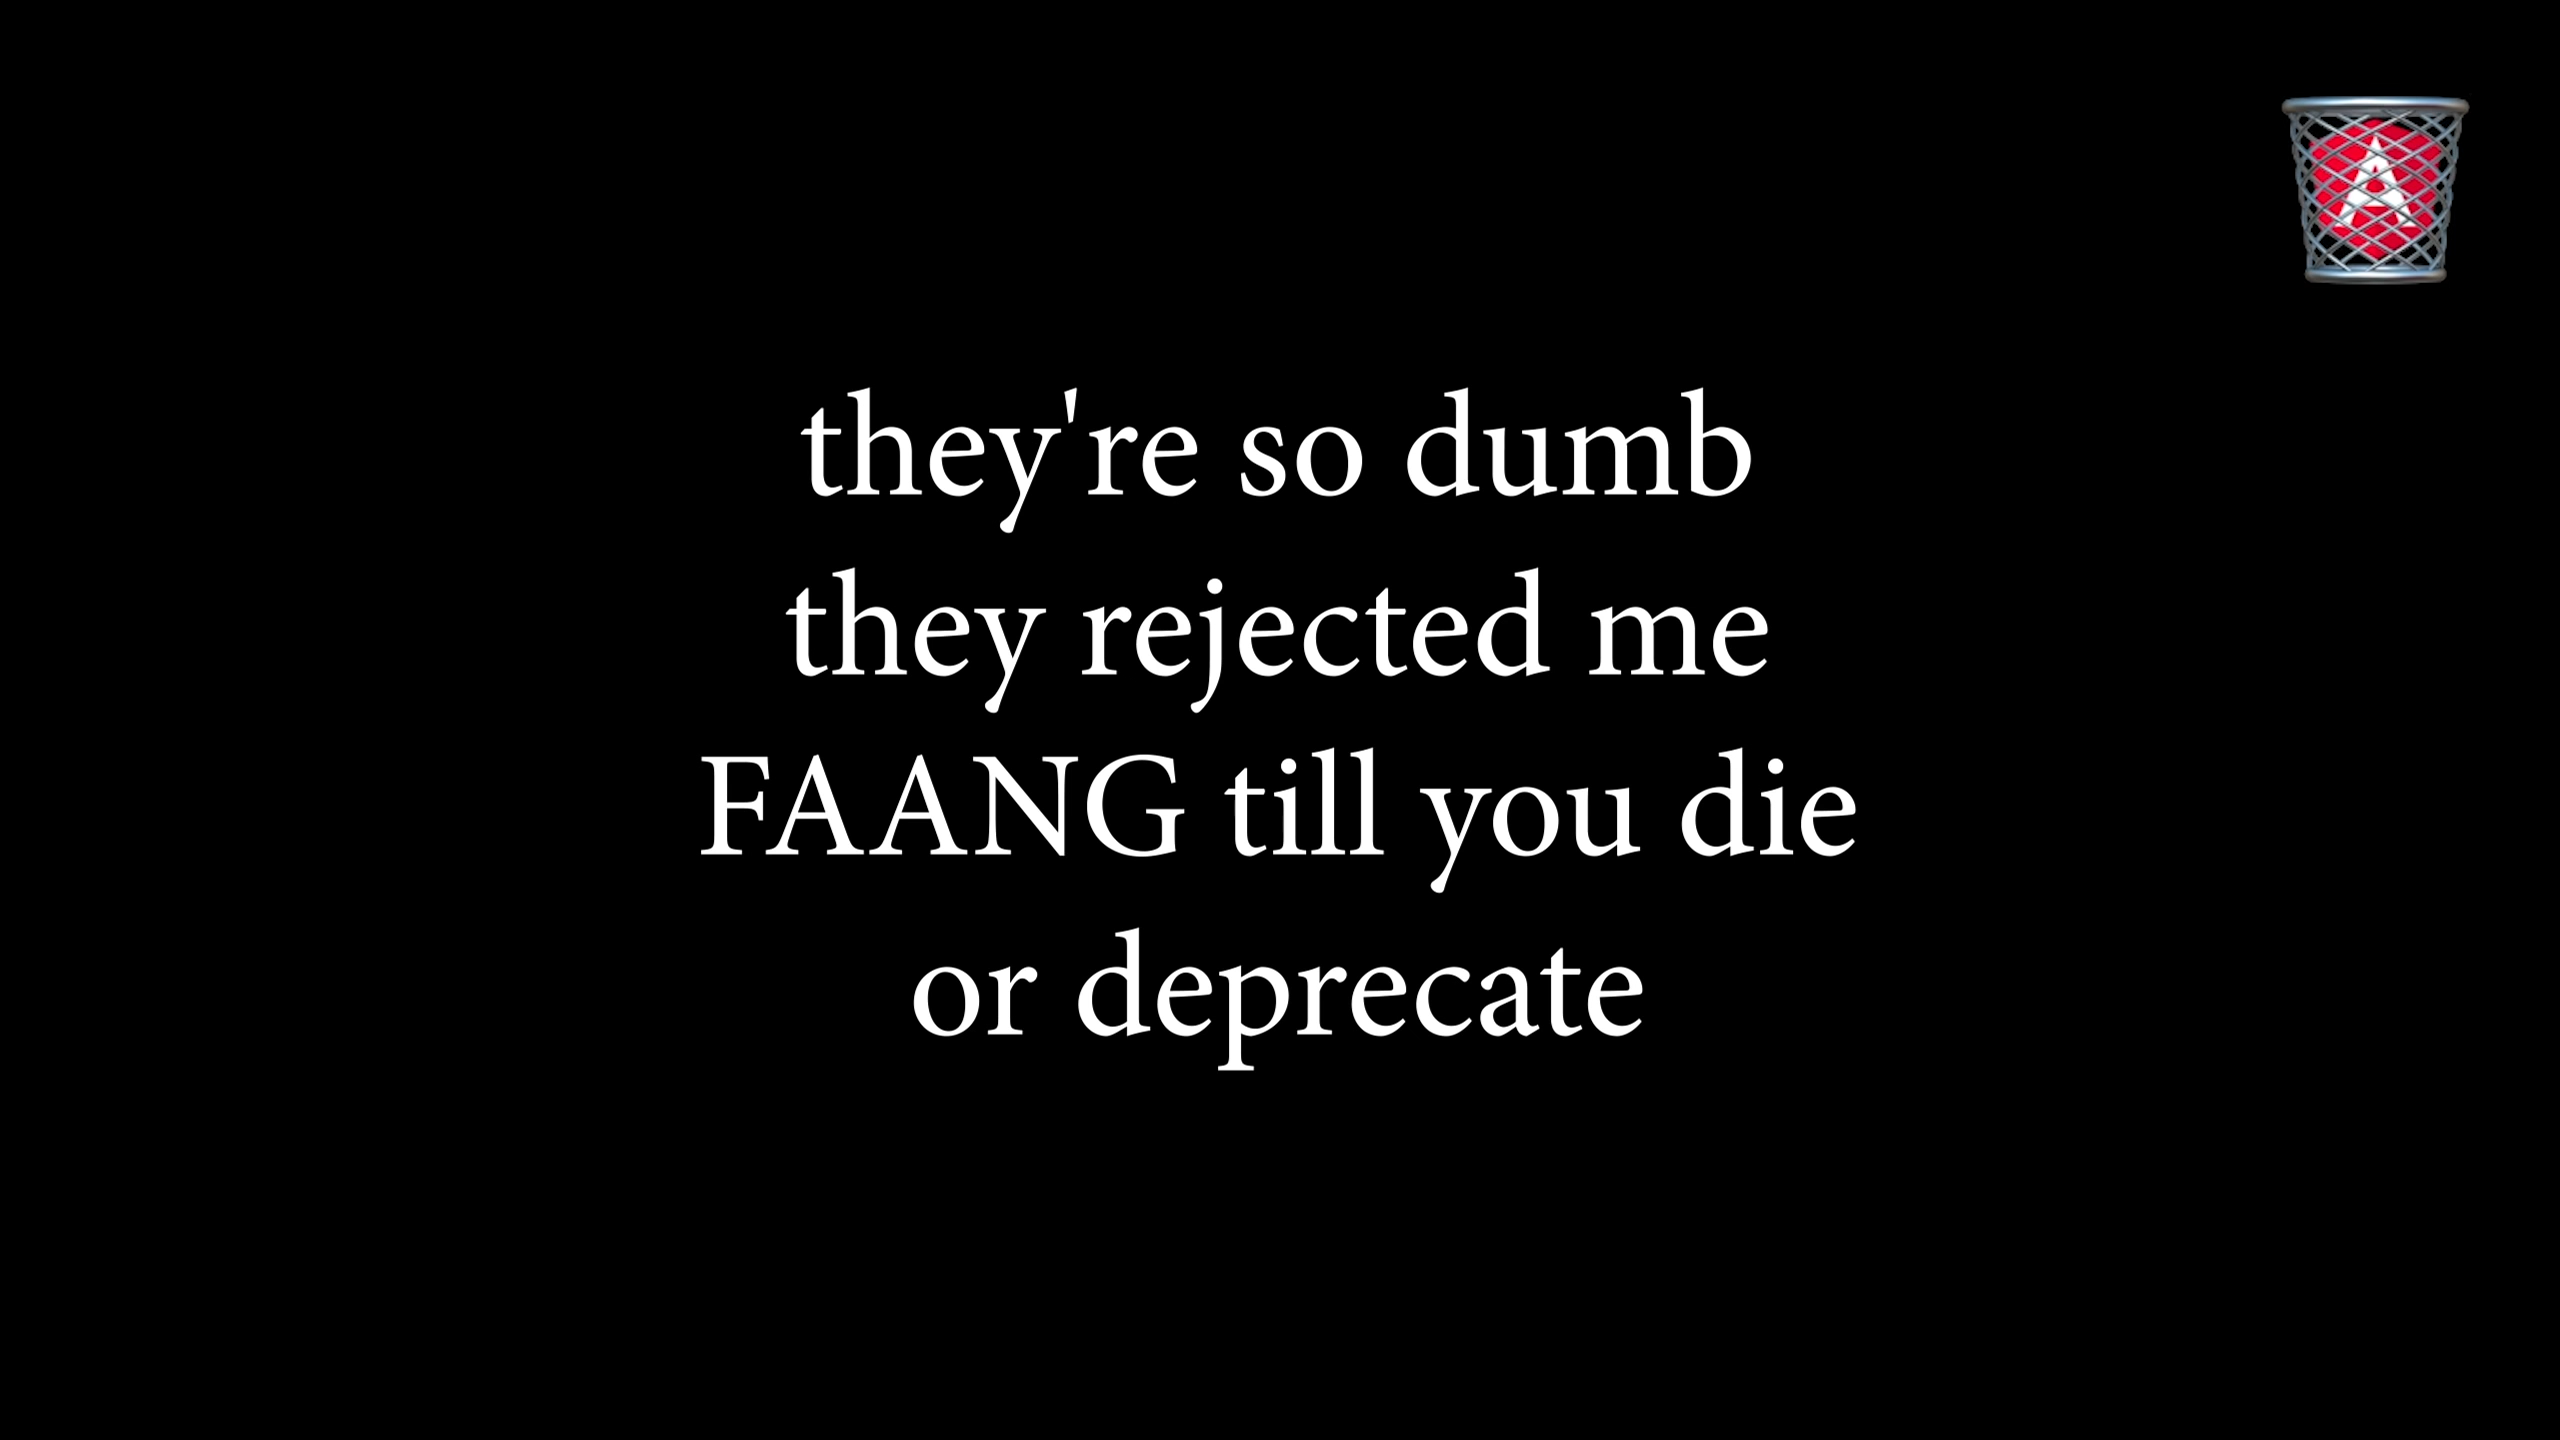 they're so dumb
they rejected me
FAANG till you die
or deprecate
A